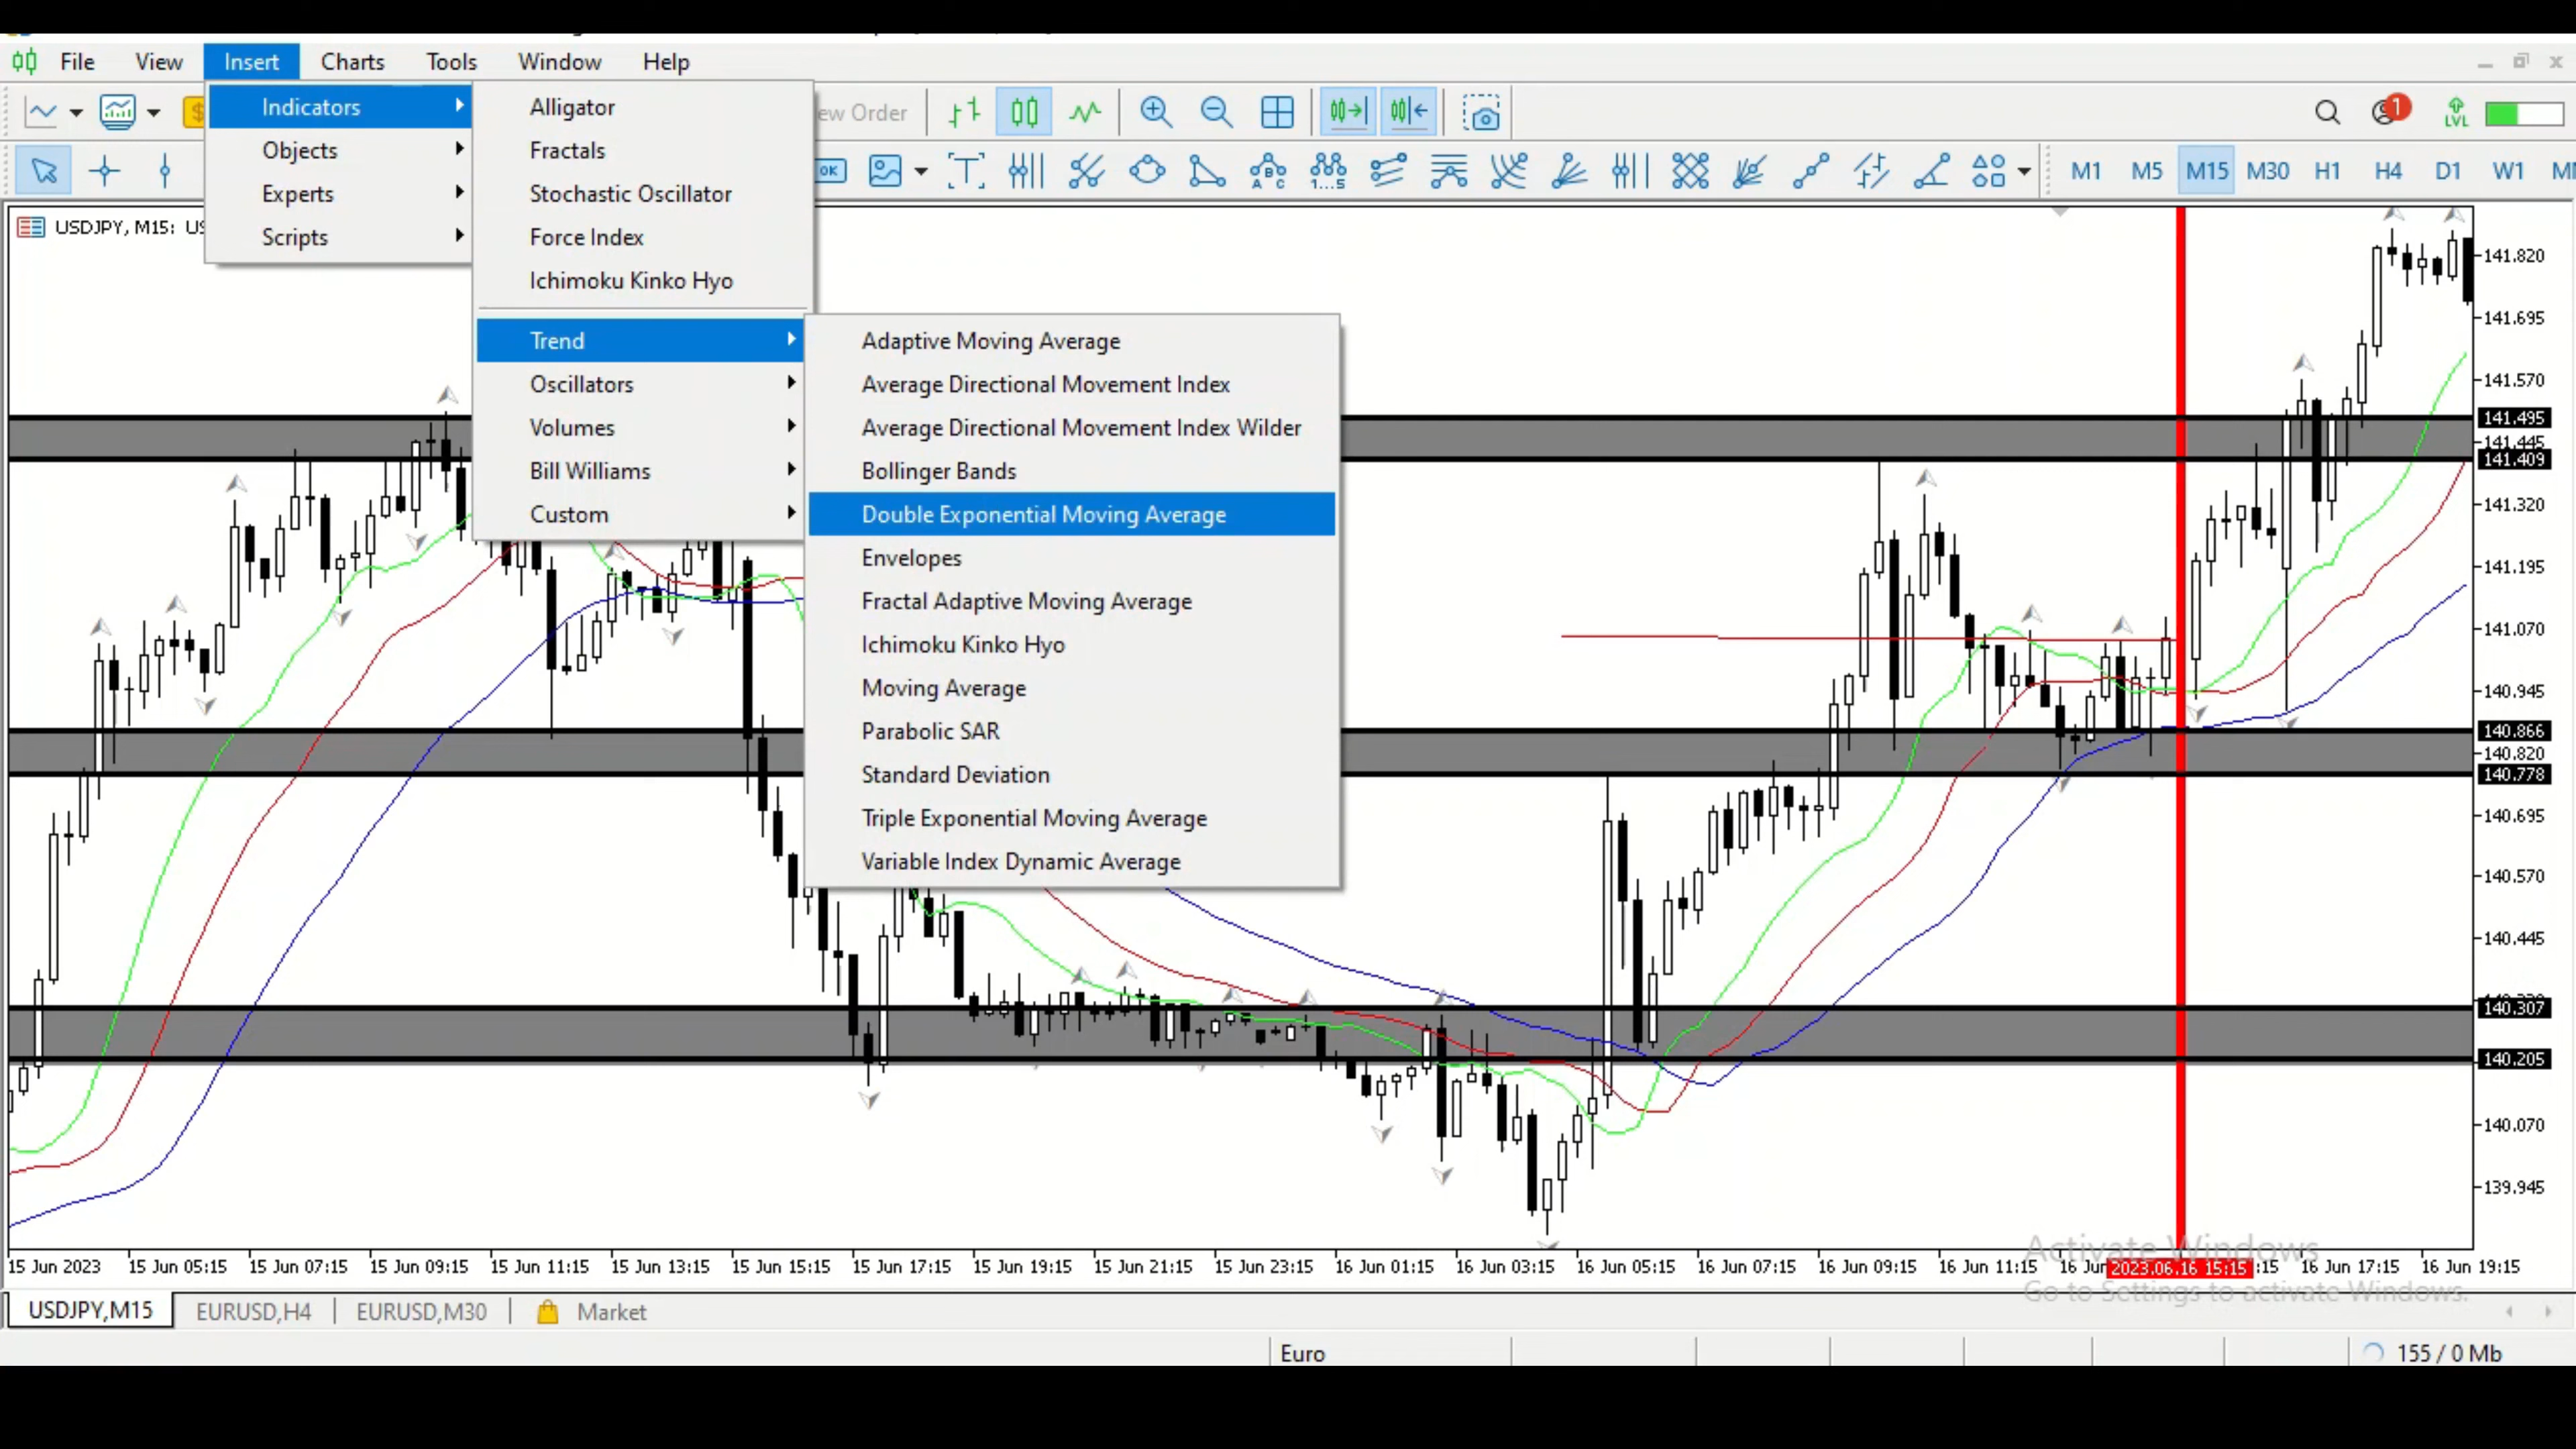 File View Insert Charts Tools Window Help
Indicators
Objects
Experts
Scripts
Alligator
Fractals
Stochastic Oscillator
Force Index
Ichimoku Kinko Hyo
Trend
Oscillators
Volumes
Bill Williams
Custom
Adaptive Moving Average
Average Directional Movement Index
Average Directional Movement Index Wilder
Bollinger Bands
Double Exponential Moving Average
Envelopes
Fractal Adaptive Moving Average
Ichimoku Kinko Hyo
Moving Average
Parabolic SAR
Standard Deviation
Triple Exponential Moving Average
Variable Index Dynamic Average
Order
1
LVL
OK
M1 M5 M15 M30 H1 H4 D1 W1
USDJPY, M15:
141.820
141.695
141.570
141.495
141.445
141.409
141.320
141.195
141.070
140.945
140.866
140.820
140.778
140.695
140.570
140.445
140.307
140.205
140.070
139.945
15 Jun 2023 15 Jun 05:15 15 Jun 07:15 15 Jun 09:15 15 Jun 11:15 15 Jun 13:15 15 Jun 15:15 15 Jun 17:15 15 Jun 19:15 15 Jun 21:15 15 Jun 23:15 16 Jun 01:15 16 Jun 03:15 16 Jun 05:15 16 Jun 07:15 16 Jun 09:15 16 Jun 11:15 16 Jun 2023.06.16 15:15 :15 16 Jun 17:15 16 Jun 19:15
Activate Windows
Go to Settings to activate Windows.
USDJPY,M15 EURUSD,H4 EURUSD,M30 Market
Euro 155 / 0 Mb